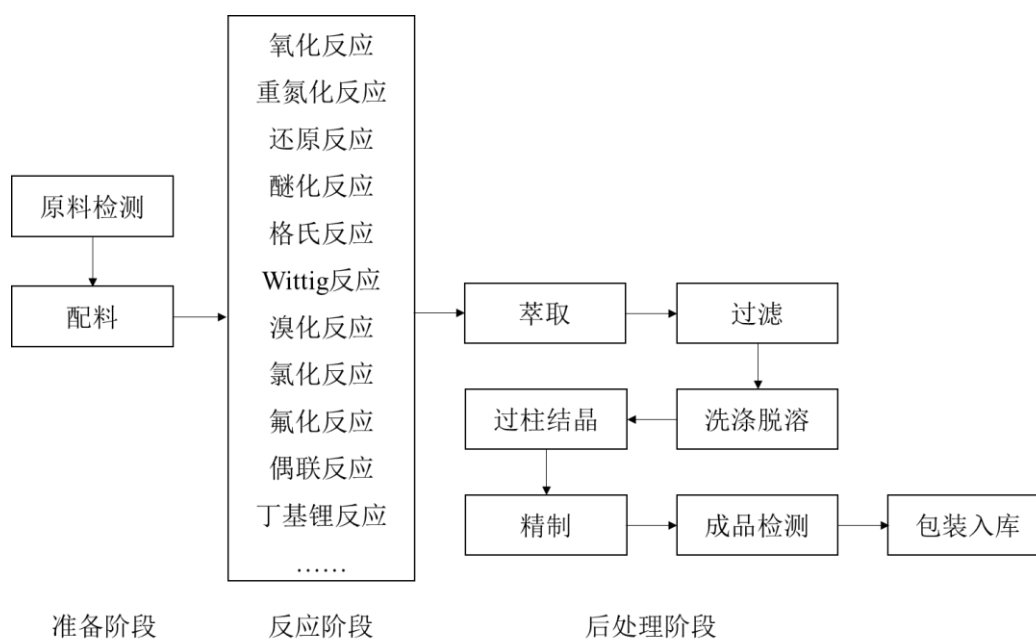 原料检测
配料
氧化反应
重氮化反应
还原反应
醚化反应
格氏反应
Wittig反应
溴化反应
氯化反应
氟化反应
偶联反应
丁基锂反应
……
萃取
过滤
过柱结晶
洗涤脱溶
精制
成品检测
包装入库
准备阶段
反应阶段
后处理阶段